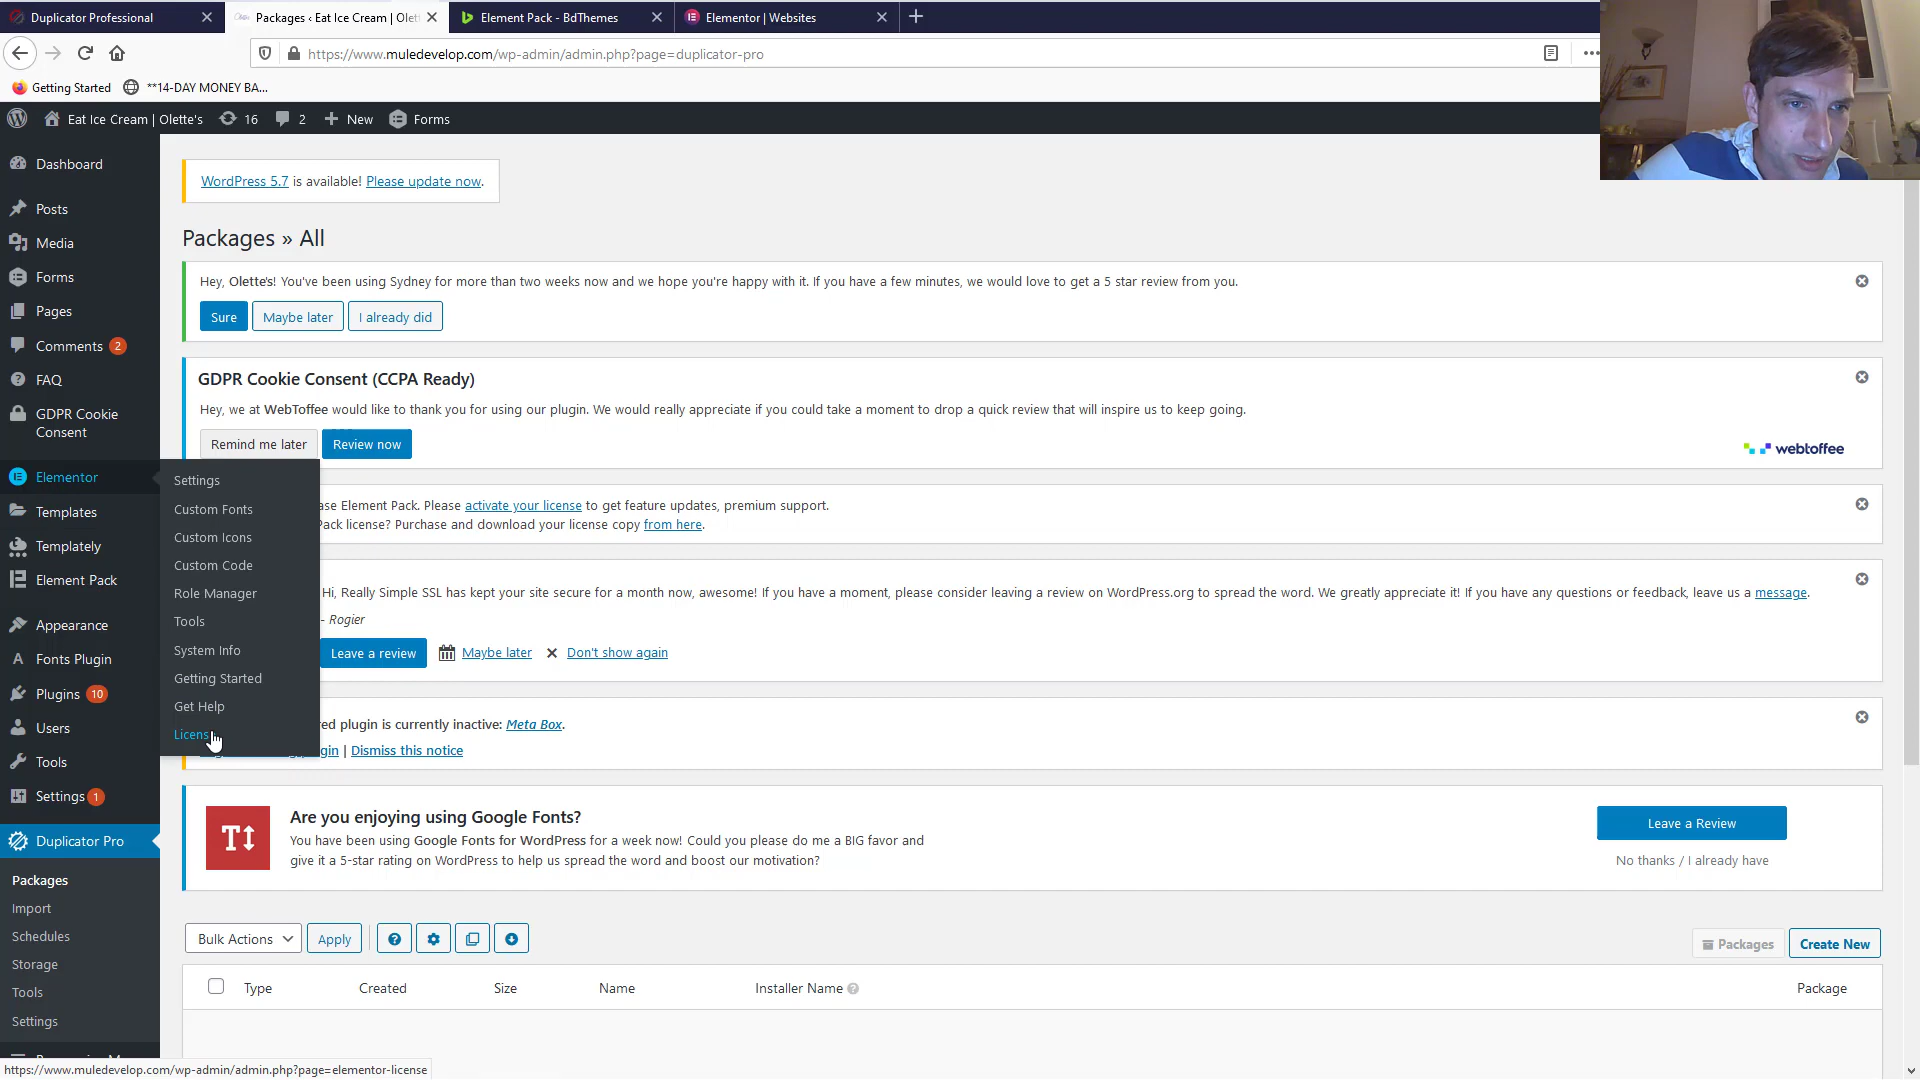 Duplicator Professional
Packages ‹ Eat Ice Cream | Olet
Element Pack - BdThemes
Elementor | Websites
https://www.muledevelop.com/wp-admin/admin.php?page=duplicator-pro
Getting Started
**14-DAY MONEY BA...
Eat Ice Cream | Olette's
16
2
New
Forms
Dashboard
Posts
Media
Forms
Pages
Comments 2
FAQ
GDPR Cookie
Consent
Elementor
Templates
Templately
Element Pack
Appearance
Fonts Plugin
Plugins 10
Users
Tools
Settings 1
Duplicator Pro
Packages
Import
Schedules
Storage
Tools
Settings
Settings
Custom Fonts
Custom Icons
Custom Code
Role Manager
Tools
System Info
Getting Started
Get Help
Licens
WordPress 5.7 is available! Please update now.
Packages » All
Hey, Olette's! You've been using Sydney for more than two weeks now and we hope you're happy with it. If you have a few minutes, we would love to get a 5 star review from you.
Sure
Maybe later
I already did
GDPR Cookie Consent (CCPA Ready)
Hey, we at WebToffee would like to thank you for using our plugin. We would really appreciate if you could take a moment to drop a quick review that will inspire us to keep going.
Remind me later
Review now
webtoffee
ase Element Pack. Please activate your license to get feature updates, premium support.
Pack license? Purchase and download your license copy from here.
Hi, Really Simple SSL has kept your site secure for a month now, awesome! If you have a moment, please consider leaving a review on WordPress.org to spread the word. We greatly appreciate it! If you have any questions or feedback, leave us a message.
- Rogier
Leave a review
Maybe later
Don't show again
red plugin is currently inactive: Meta Box.
gin | Dismiss this notice
Are you enjoying using Google Fonts?
You have been using Google Fonts for WordPress for a week now! Could you please do me a BIG favor and
give it a 5-star rating on WordPress to help us spread the word and boost our motivation?
Leave a Review
No thanks / I already have
Bulk Actions
Apply
Packages
Create New
Type
Created
Size
Name
Installer Name
Package
https://www.muledevelop.com/wp-admin/admin.php?page=elementor-license